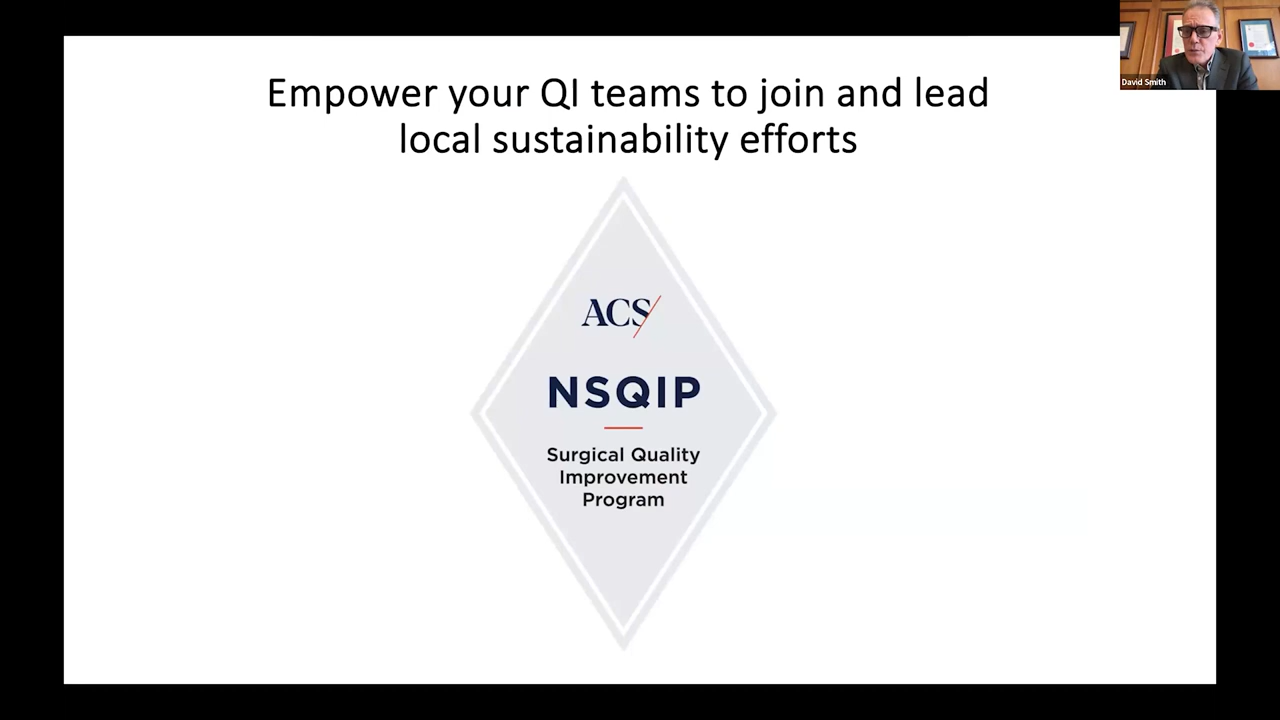 Empower your QI teams to join and lead
local sustainability efforts
ACS
NSQIP
Surgical Quality
Improvement
Program
David Smith